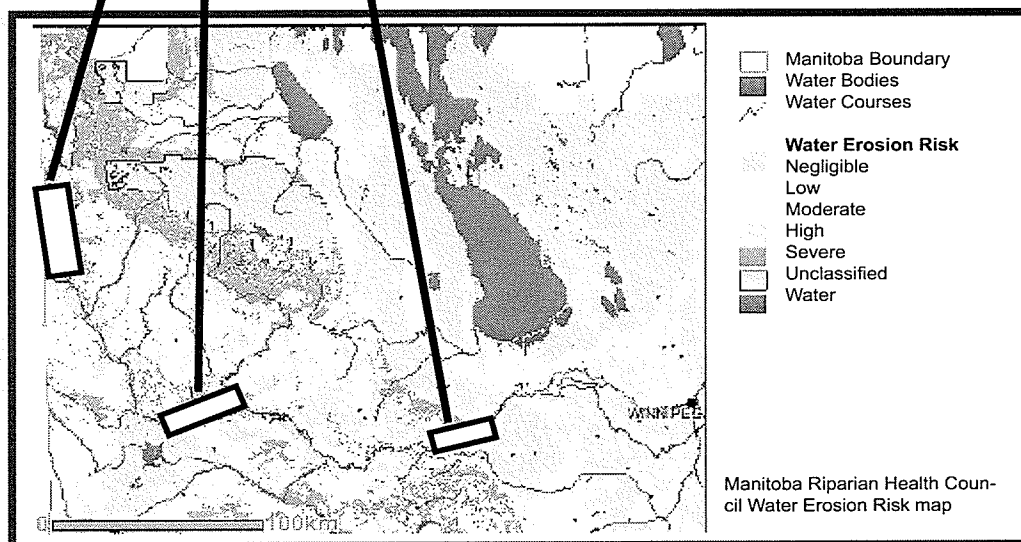 Manitoba Boundary
Water Bodies
Water Courses
Water Erosion Risk
Negligible
Low
Moderate
High
Severe
Unclassified
Water
WINNIPEG
Manitoba Riparian Health Coun-
cil Water Erosion Risk map
0 100km